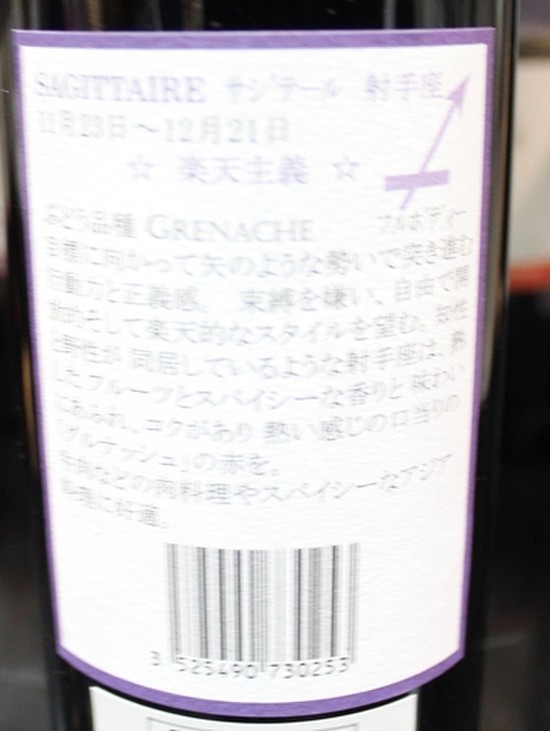 SAGITTAIRE サジテール 射手座
11月23日～12月21日
☆ 楽天主義 ☆
ぶどう品種 GRENACHE フルボディー
目標に向かって矢のような勢いで突き進む
行動力と正義感。 束縛を嫌い、自由で開
放的そして楽天的なスタイルを望む。知性
と野性が 同居しているような射手座は、熟
したフルーツとスパイシーな香りと 味わい
にあふれ、コクがあり 熱い感じの口当りの
「グルナッシュ」の赤を。
牛肉などの肉料理やスパイシーなアジア
料理に好適。
3 525490 730253